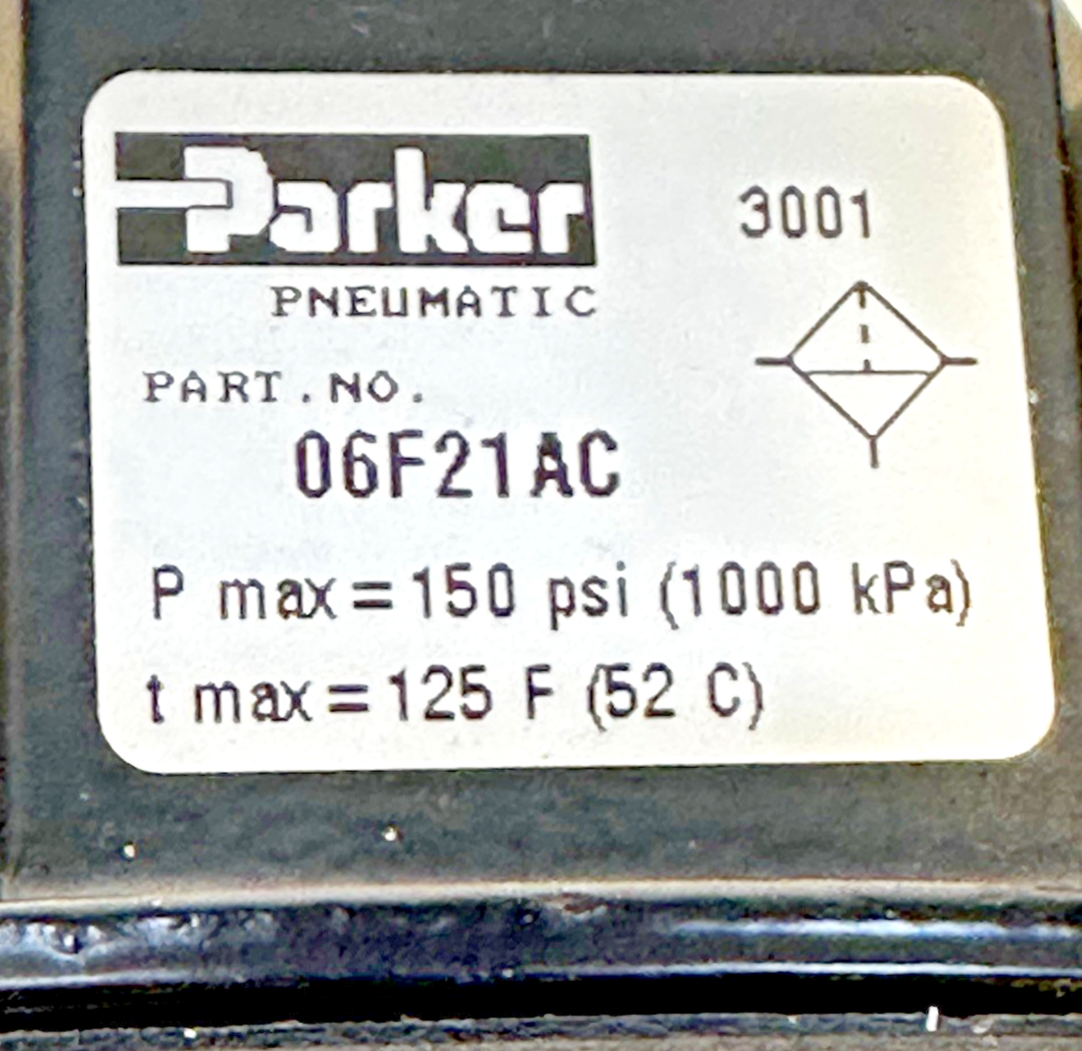 Parker
3001
PNEUMATIC
PART.NO.
06F21AC
P max=150 psi (1000 kPa)
t max=125 F (52 C)